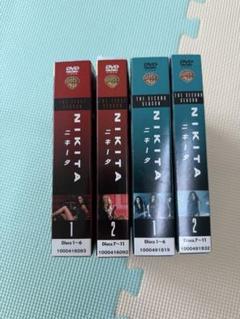 DVD
THE FIRST SEASON
NIKITA
ニキータ
1
Discs 1~6
1000416093
DVD
THE FIRST SEASON
NIKITA
ニキータ
2
Discs 7~11
1000416092
DVD
THE SECOND SEASON
NIKITA
ニキータ
1
Discs 1~6
DVD
THE SECOND SEASON
NIKITA
ニキータ
2
Discs 7~11